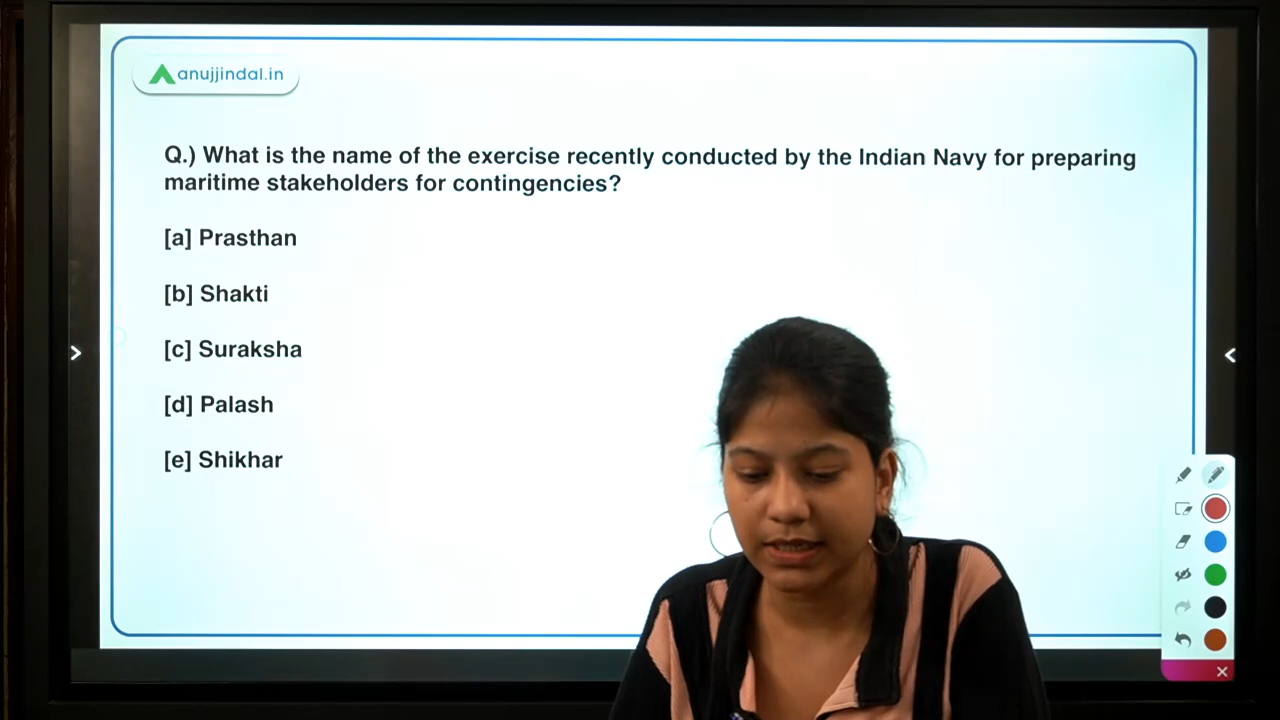 anujjindal.in
Q.) What is the name of the exercise recently conducted by the Indian Navy for preparing
maritime stakeholders for contingencies?
[a] Prasthan
[b] Shakti
[c] Suraksha
[d] Palash
[e] Shikhar